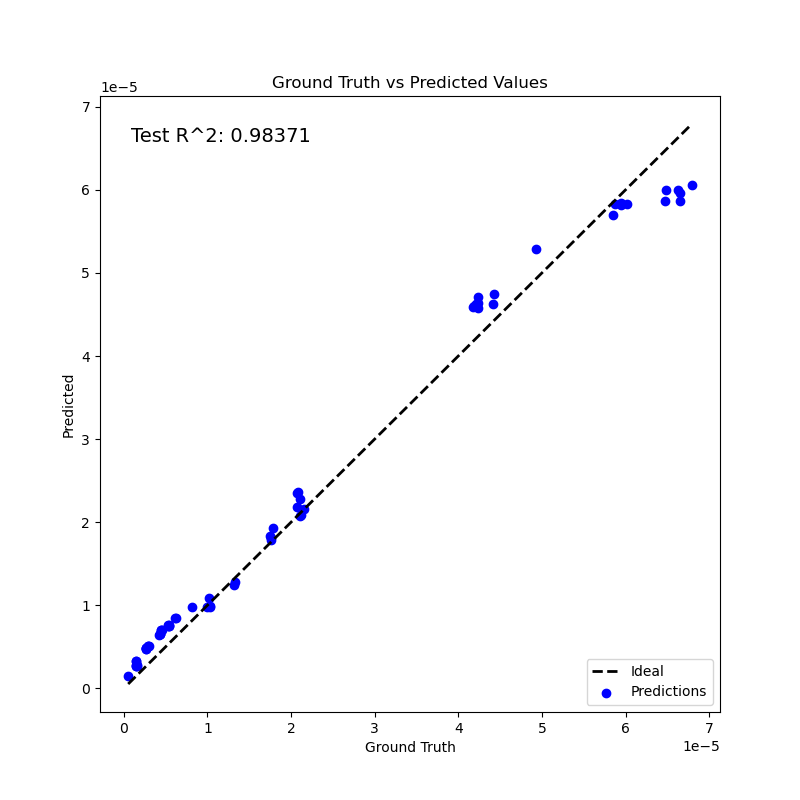 Ground Truth vs Predicted Values
1e−5
Test R^2: 0.98371
7
6
5
4
3
2
1
0
Predicted
Ideal
Predictions
0 1 2 3 4 5 6 7
1e−5
Ground Truth